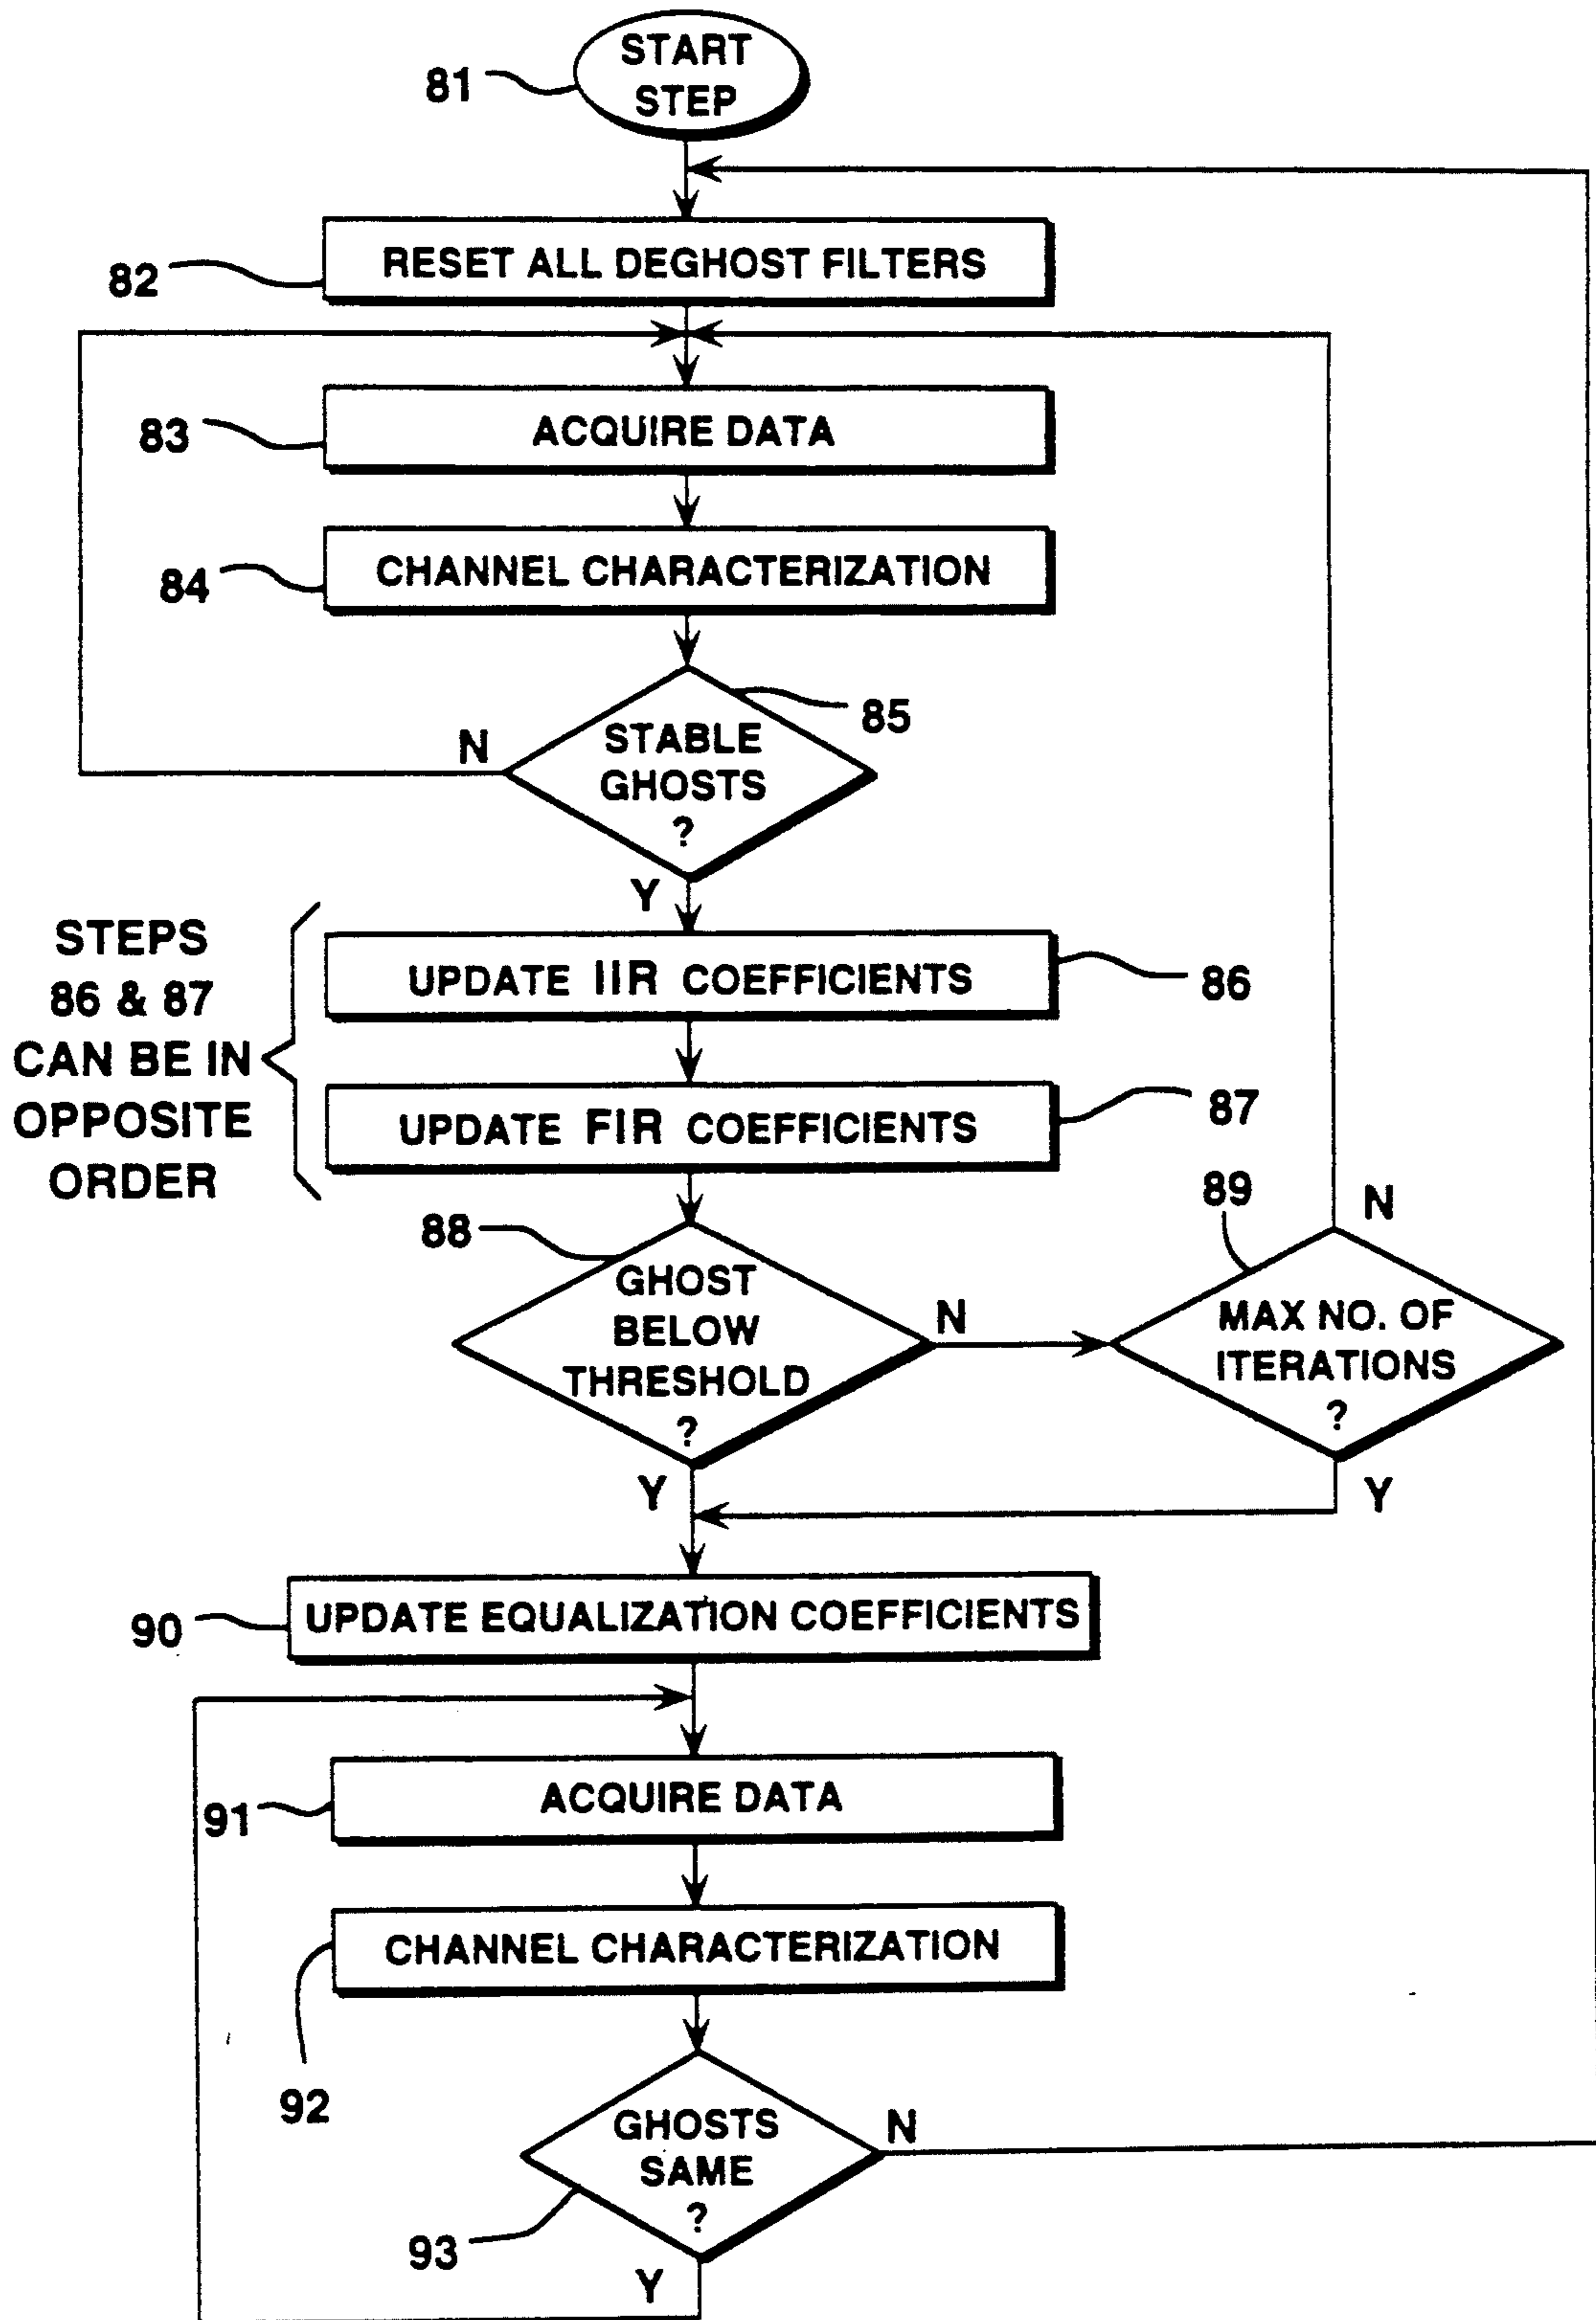 START
STEP
81
RESET ALL DEGHOST FILTERS
82
ACQUIRE DATA
83
CHANNEL CHARACTERIZATION
84
85
STABLE
GHOSTS
?
N
Y
STEPS
86 & 87
CAN BE IN
OPPOSITE
ORDER
UPDATE IIR COEFFICIENTS
86
UPDATE FIR COEFFICIENTS
87
88
GHOST
BELOW
THRESHOLD
?
N
Y
89
MAX NO. OF
ITERATIONS
?
N
Y
90
UPDATE EQUALIZATION COEFFICIENTS
ACQUIRE DATA
91
CHANNEL CHARACTERIZATION
92
GHOSTS
SAME
?
N
93
Y